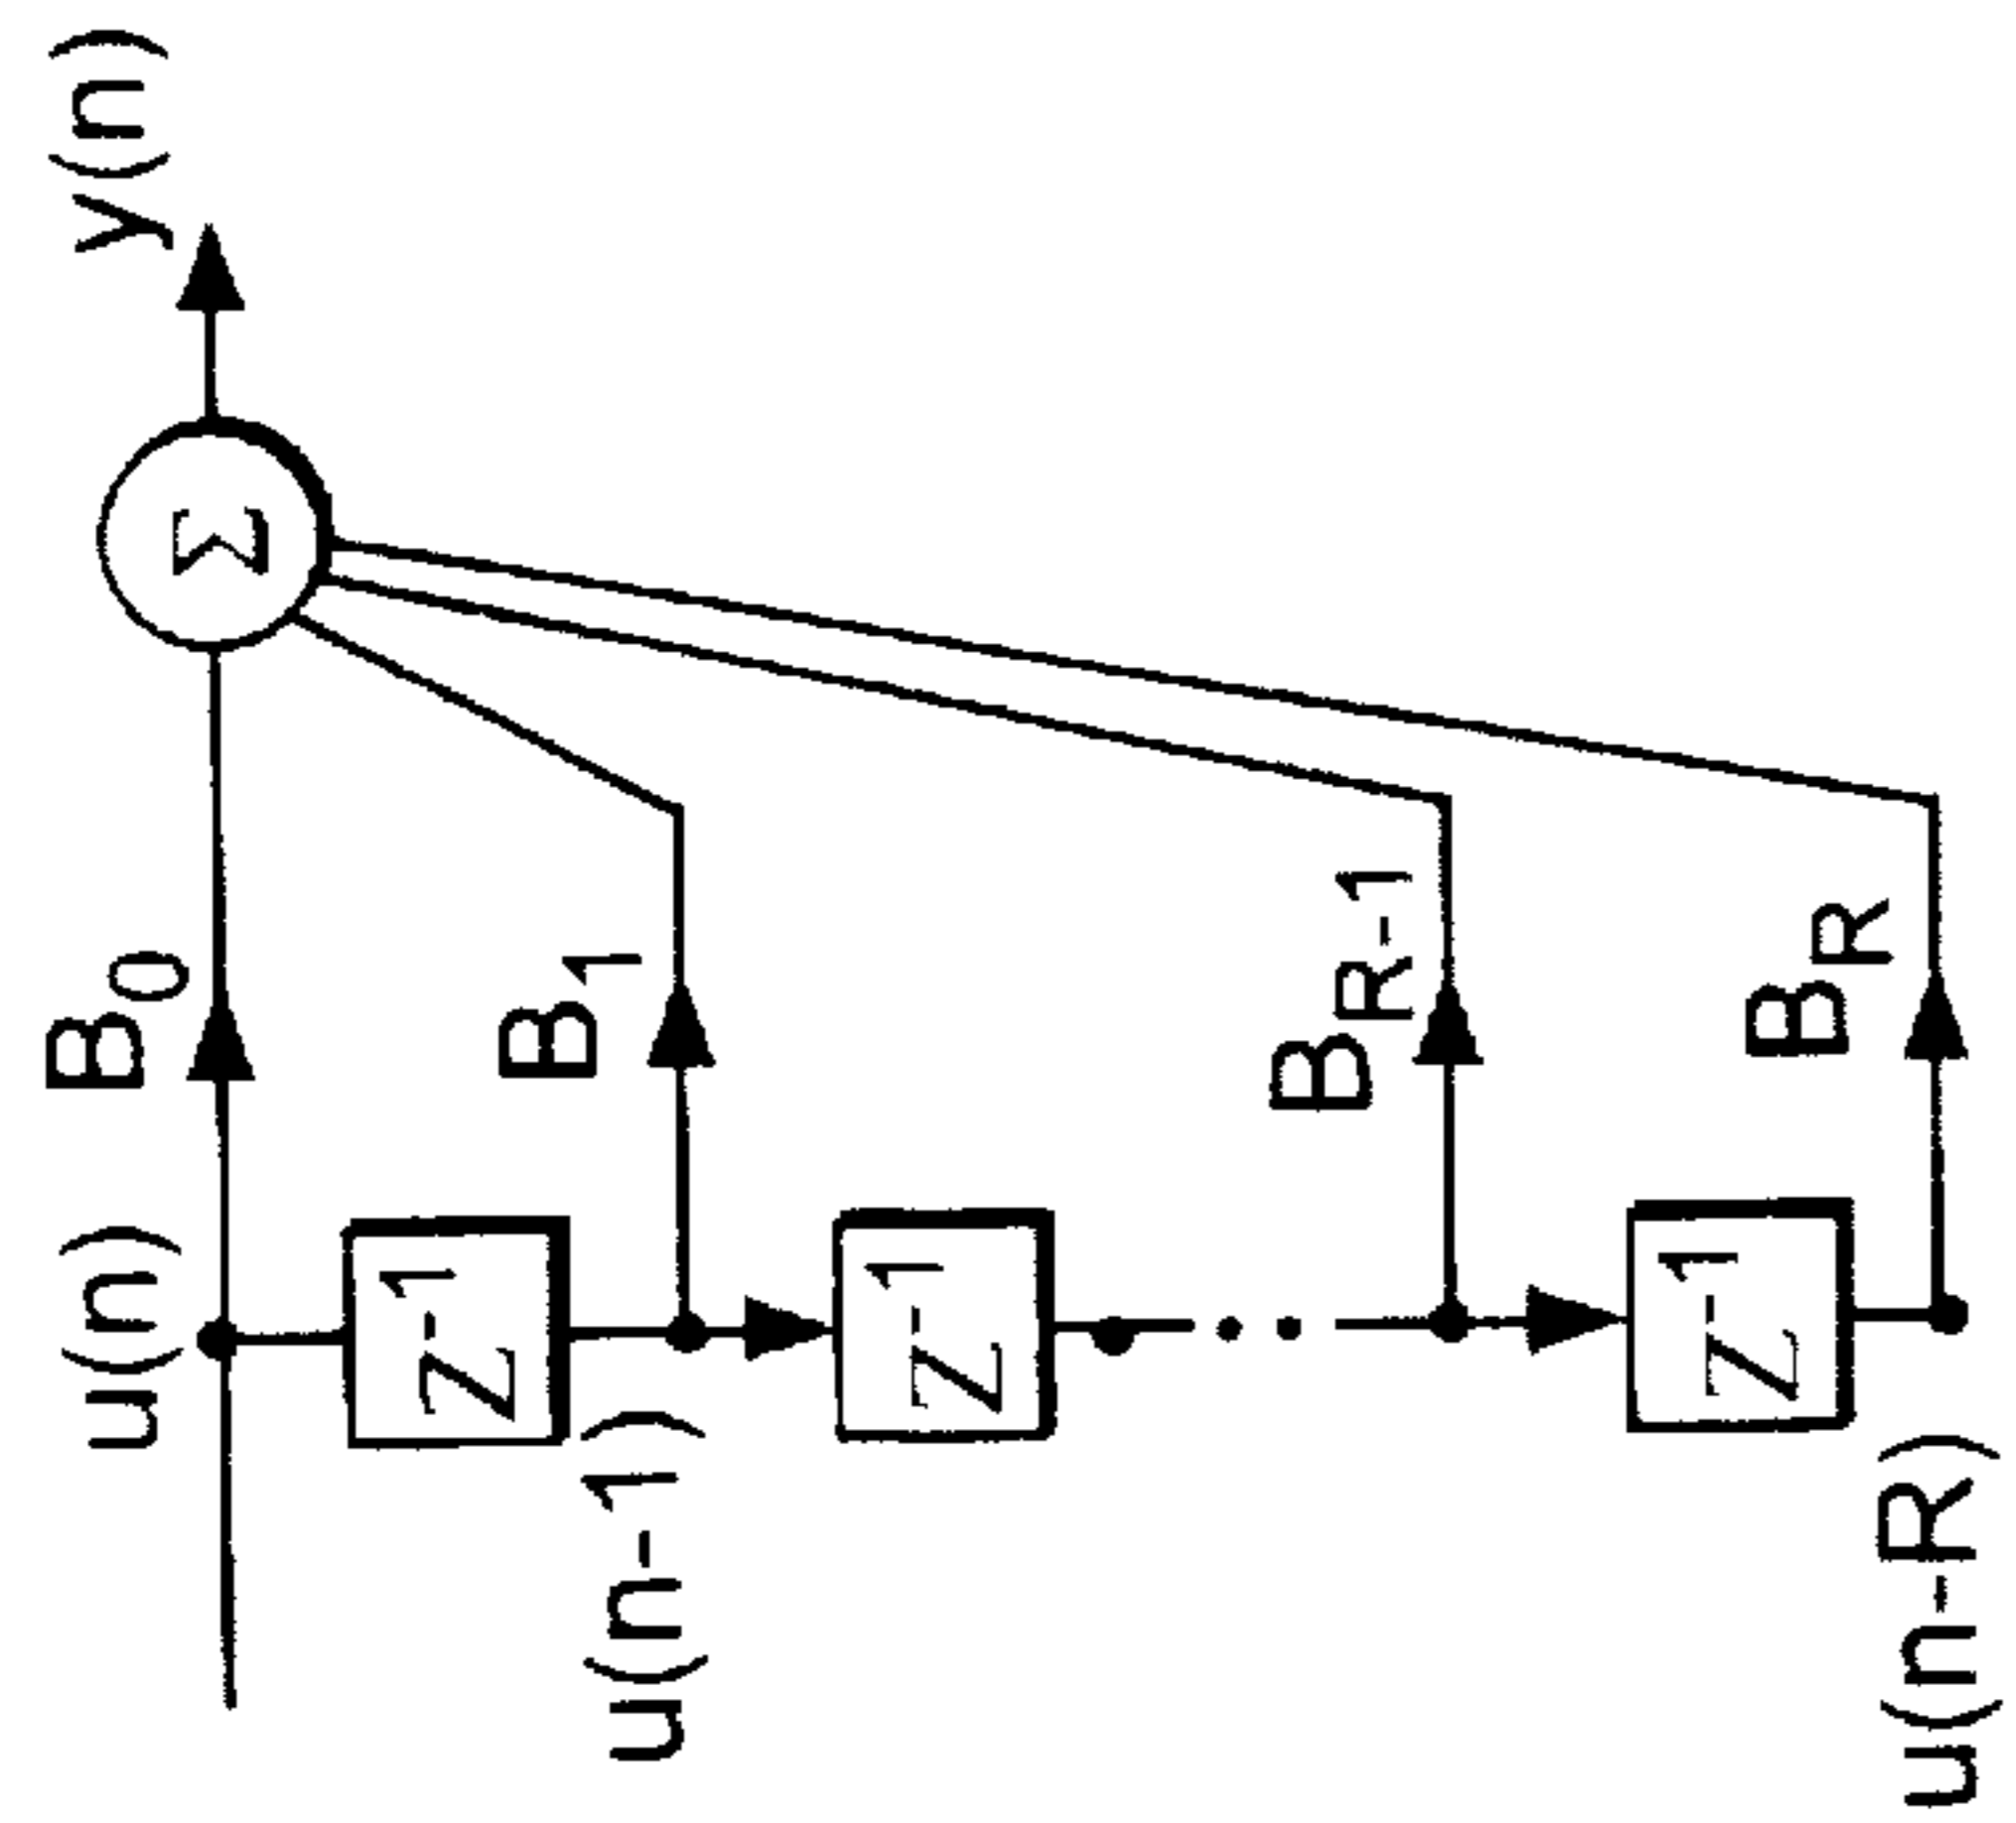 u(n)
B0
Σ
y(n)
Z-1
u(n-1)
B1
Z-1
BR-1
Z-1
u(n-R)
BR